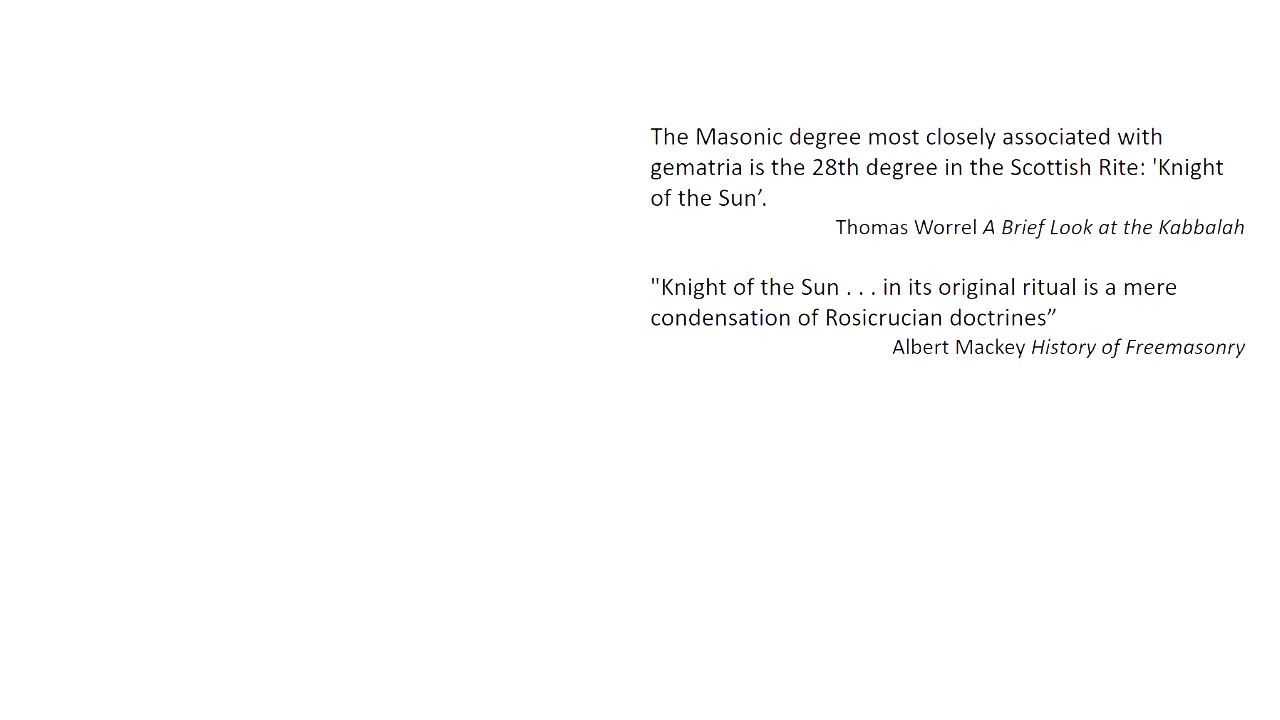 The Masonic degree most closely associated with
gematria is the 28th degree in the Scottish Rite: 'Knight
of the Sun’.
Thomas Worrel A Brief Look at the Kabbalah
"Knight of the Sun . . . in its original ritual is a mere
condensation of Rosicrucian doctrines”
Albert Mackey History of Freemasonry